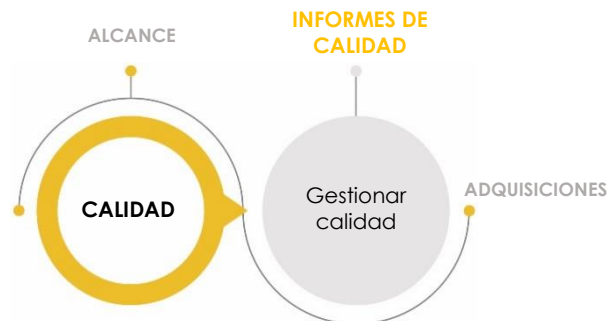 ALCANCE
INFORMES DE
CALIDAD
CALIDAD
Gestionar
calidad
ADQUISICIONES